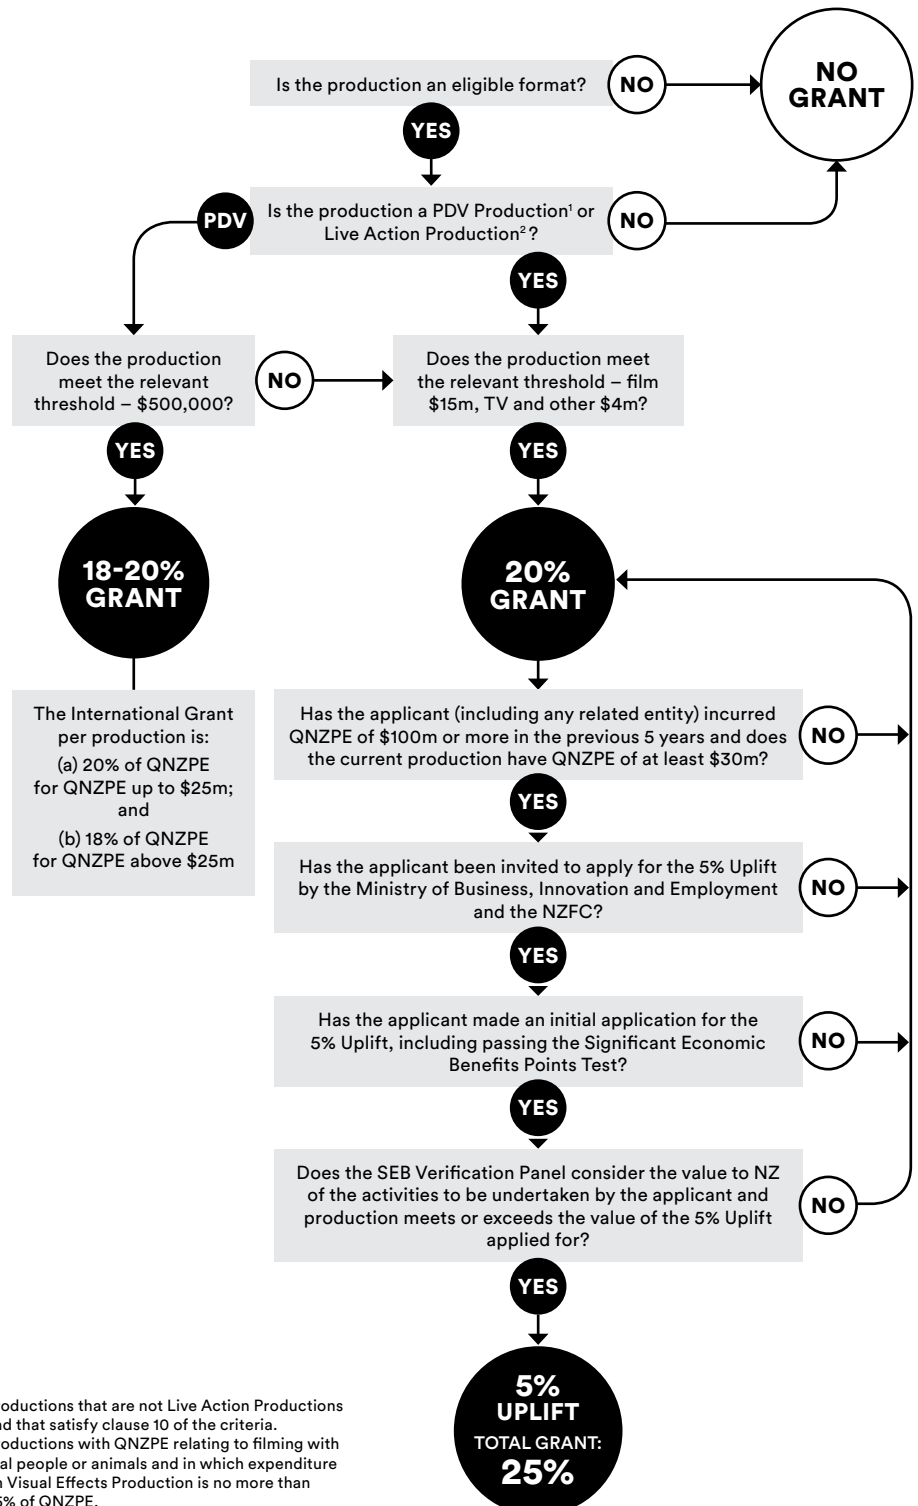 Is the production an eligible format?
NO
NO
GRANT
YES
PDV
Is the production a PDV Production¹ or
Live Action Production²?
NO
YES
Does the production
meet the relevant
threshold – $500,000?
NO
Does the production meet
the relevant threshold – film
$15m, TV and other $4m?
YES
YES
18-20%
GRANT
20%
GRANT
The International Grant
per production is:
(a) 20% of QNZPE
for QNZPE up to $25m;
and
(b) 18% of QNZPE
for QNZPE above $25m
Has the applicant (including any related entity) incurred
QNZPE of $100m or more in the previous 5 years and does
the current production have QNZPE of at least $30m?
NO
YES
Has the applicant been invited to apply for the 5% Uplift
by the Ministry of Business, Innovation and Employment
and the NZFC?
NO
YES
Has the applicant made an initial application for the
5% Uplift, including passing the Significant Economic
Benefits Points Test?
NO
YES
Does the SEB Verification Panel consider the value to NZ
of the activities to be undertaken by the applicant and
production meets or exceeds the value of the 5% Uplift
applied for?
NO
YES
5%
UPLIFT
TOTAL GRANT:
25%
oductions that are not Live Action Productions
d that satisfy clause 10 of the criteria.
oductions with QNZPE relating to filming with
al people or animals and in which expenditure
Visual Effects Production is no more than
5% of QNZPE.